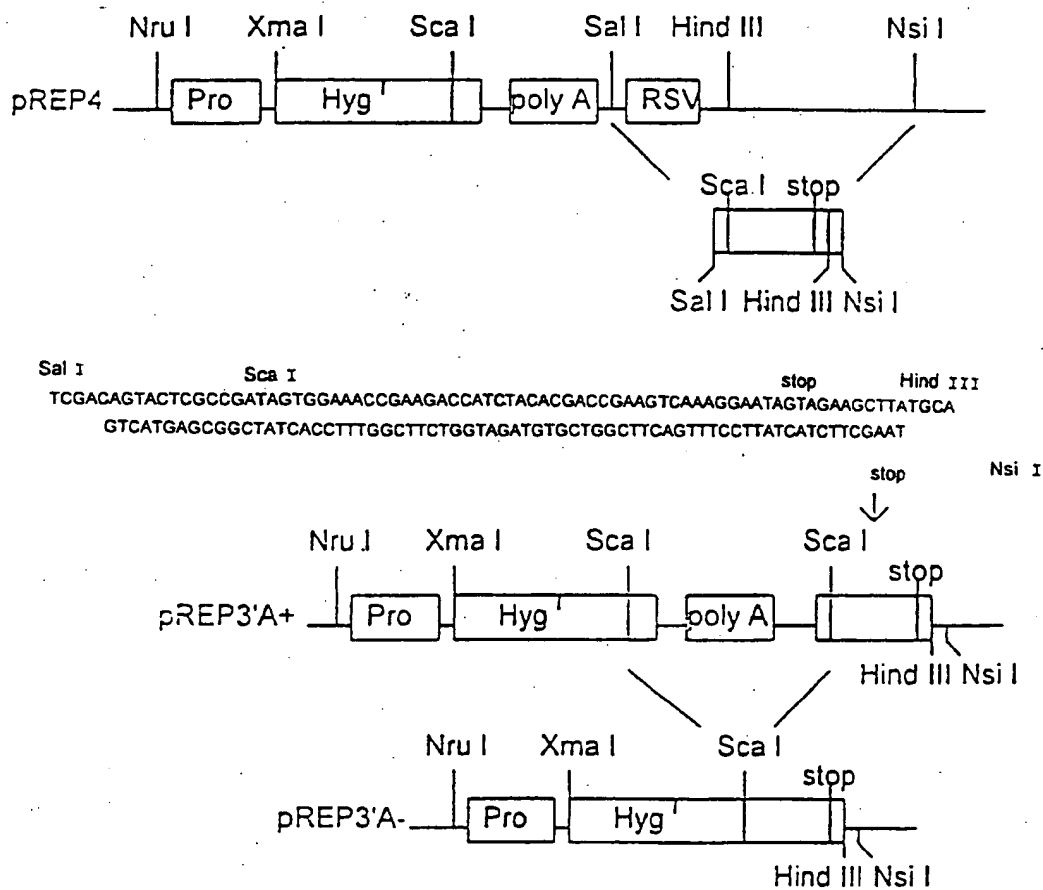 Nru I Xma I Sca I Sal I Hind III Nsi I
pREP4 Pro Hyg' poly A RSV
Sca I stop
Sal I Hind III Nsi I
Sal I Sca I stop Hind III
TCGACAGTACTCGCCGATAGTGGAAACCGAAGACCATCTACACGACCGAAGTCAAAGGAATAGTAGAAGCTTATGCA
GTCATGAGCGGCTATCACCTTTGGCTTCTGGTAGATGTGCTGGCTTCAGTTTCCTTATCATCTTCGAAT
stop Nsi I
Nru I Xma I Sca I Sca I
stop
pREP3'A+ Pro Hyg' poly A
Hind III Nsi I
Nru I Xma I Sca I
stop
pREP3'A- Pro Hyg'
Hind III Nsi I